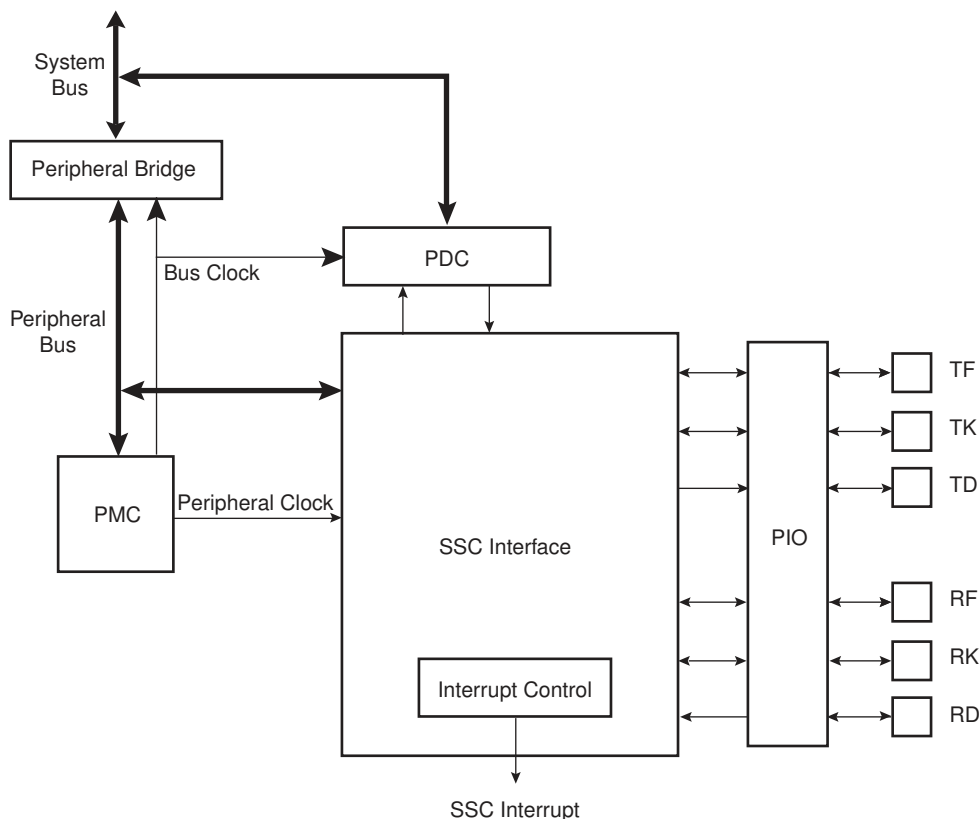 System
Bus
Peripheral Bridge
PDC
Bus Clock
Peripheral
Bus
TF
TK
PMC
Peripheral Clock
TD
SSC Interface
PIO
RF
RK
Interrupt Control
RD
SSC Interrupt